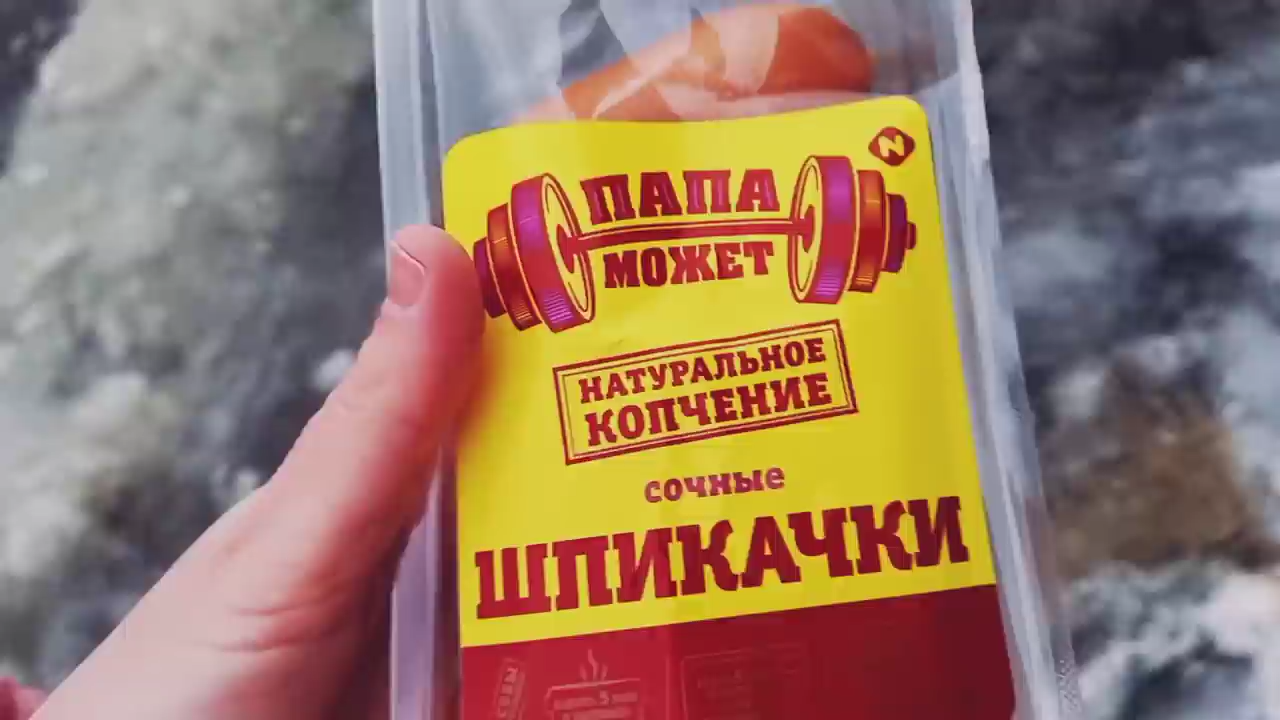 N
ПАПА
МОЖЕТ
НАТУРАЛЬНОЕ
КОПЧЕНИЕ
сочные
ШПИКАЧКИ